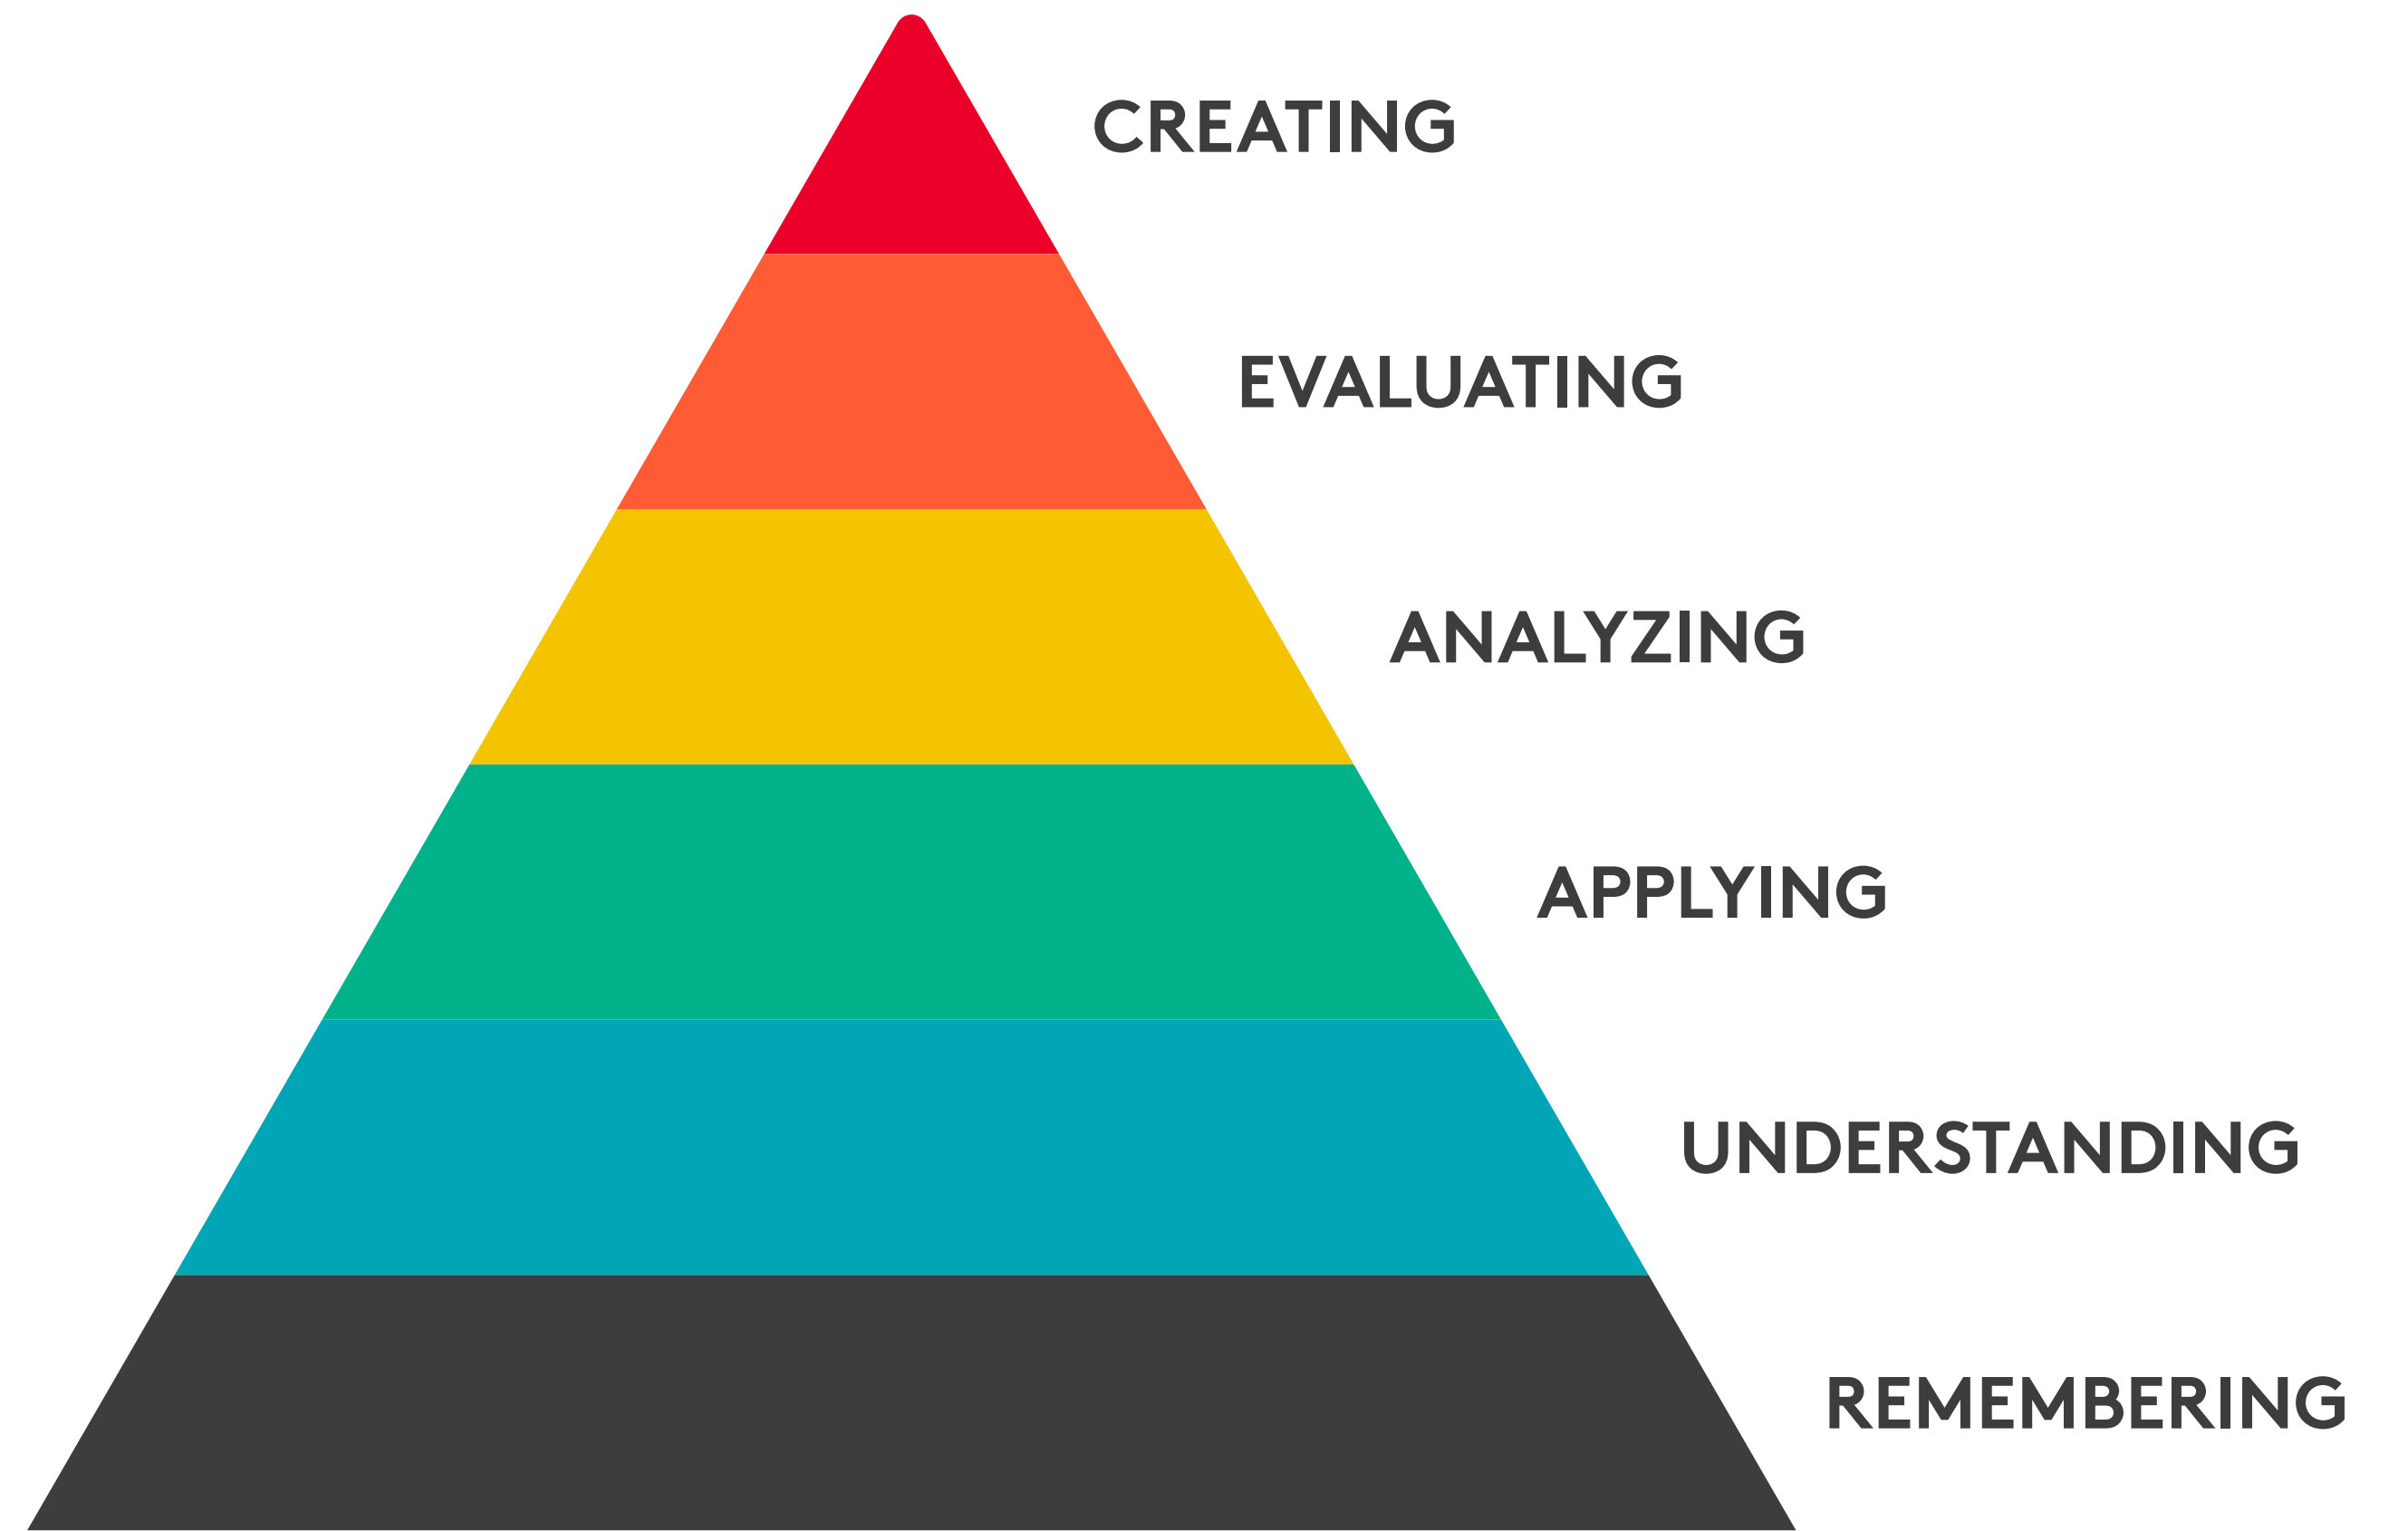 CREATING
EVALUATING
ANALYZING
APPLYING
UNDERSTANDING
REMEMBERING